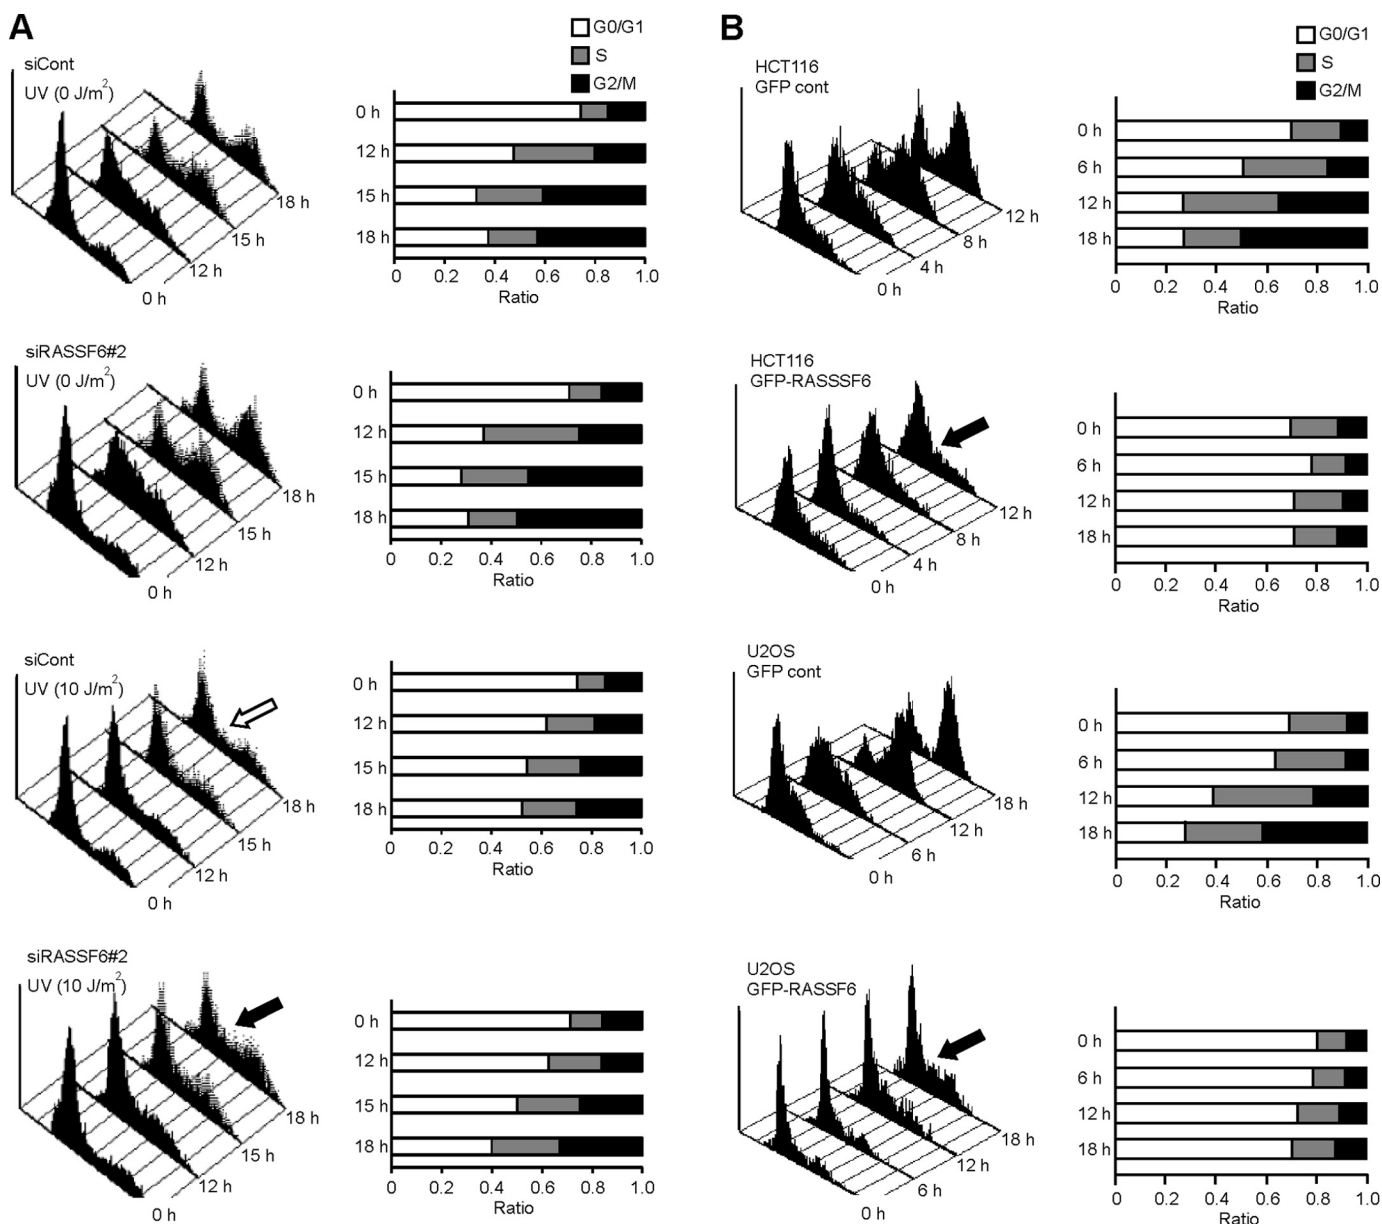 A
G0/G1
S
G2/M
siCont
UV (0 J/m2)
18 h
15 h
12 h
0 h
0 h
12 h
15 h
18 h
0 0.2 0.4 0.6 0.8 1.0
Ratio
siRASSF6#2
UV (0 J/m2)
18 h
15 h
12 h
0 h
0 h
12 h
15 h
18 h
0 0.2 0.4 0.6 0.8 1.0
Ratio
siCont
UV (10 J/m2)
18 h
15 h
12 h
0 h
0 h
12 h
15 h
18 h
0 0.2 0.4 0.6 0.8 1.0
Ratio
siRASSF6#2
UV (10 J/m2)
18 h
15 h
12 h
0 h
0 h
12 h
15 h
18 h
0 0.2 0.4 0.6 0.8 1.0
Ratio
B
G0/G1
S
G2/M
HCT116
GFP cont
12 h
8 h
4 h
0 h
0 h
6 h
12 h
18 h
0 0.2 0.4 0.6 0.8 1.0
Ratio
HCT116
GFP-RASSSF6
12 h
8 h
4 h
0 h
0 h
6 h
12 h
18 h
0 0.2 0.4 0.6 0.8 1.0
Ratio
U2OS
GFP cont
18 h
12 h
6 h
0 h
0 h
6 h
12 h
18 h
0 0.2 0.4 0.6 0.8 1.0
Ratio
U2OS
GFP-RASSF6
18 h
12 h
6 h
0 h
0 h
6 h
12 h
18 h
0 0.2 0.4 0.6 0.8 1.0
Ratio